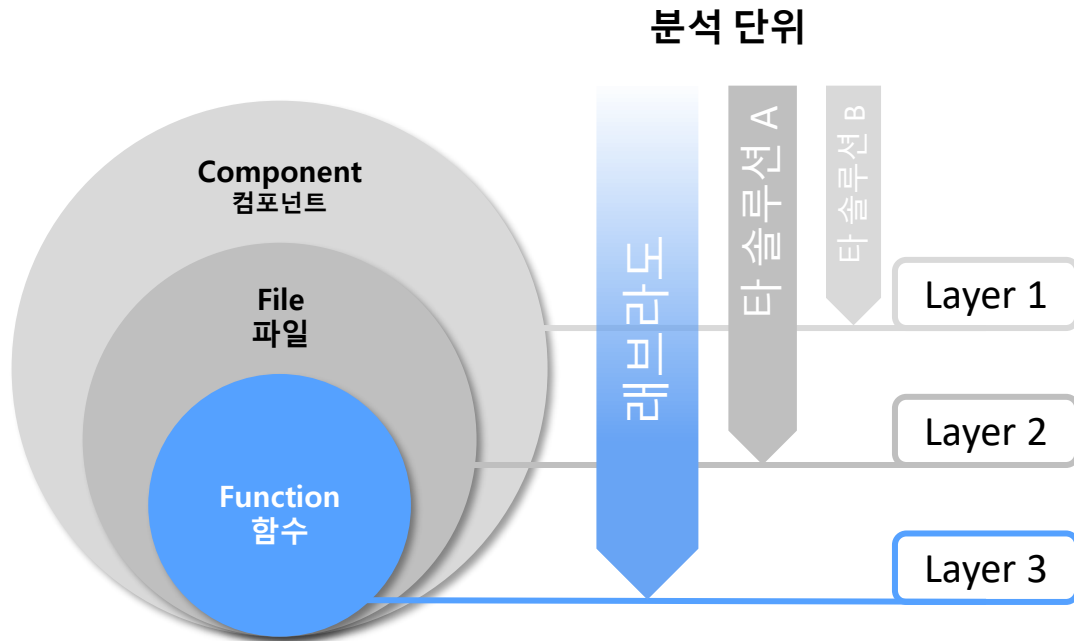 분석 단위
Component
컴포넌트
File
파일
Function
함수
래브라도
타 솔루션 A
타 솔루션 B
Layer 1
Layer 2
Layer 3